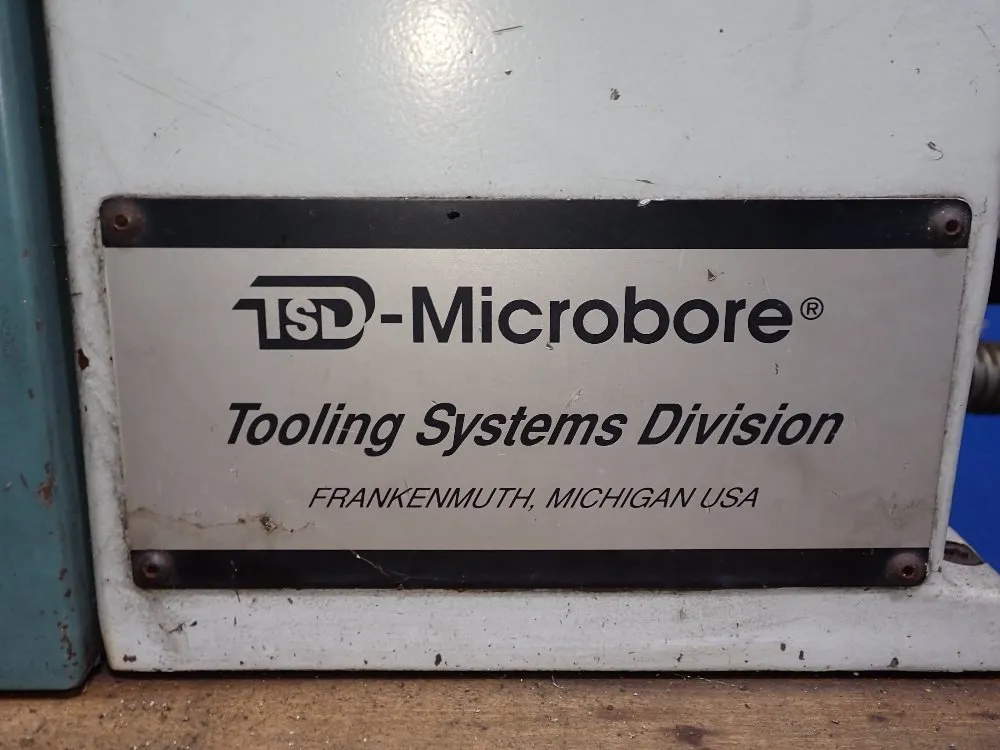 TSD-Microbore®
Tooling Systems Division
FRANKENMUTH, MICHIGAN USA